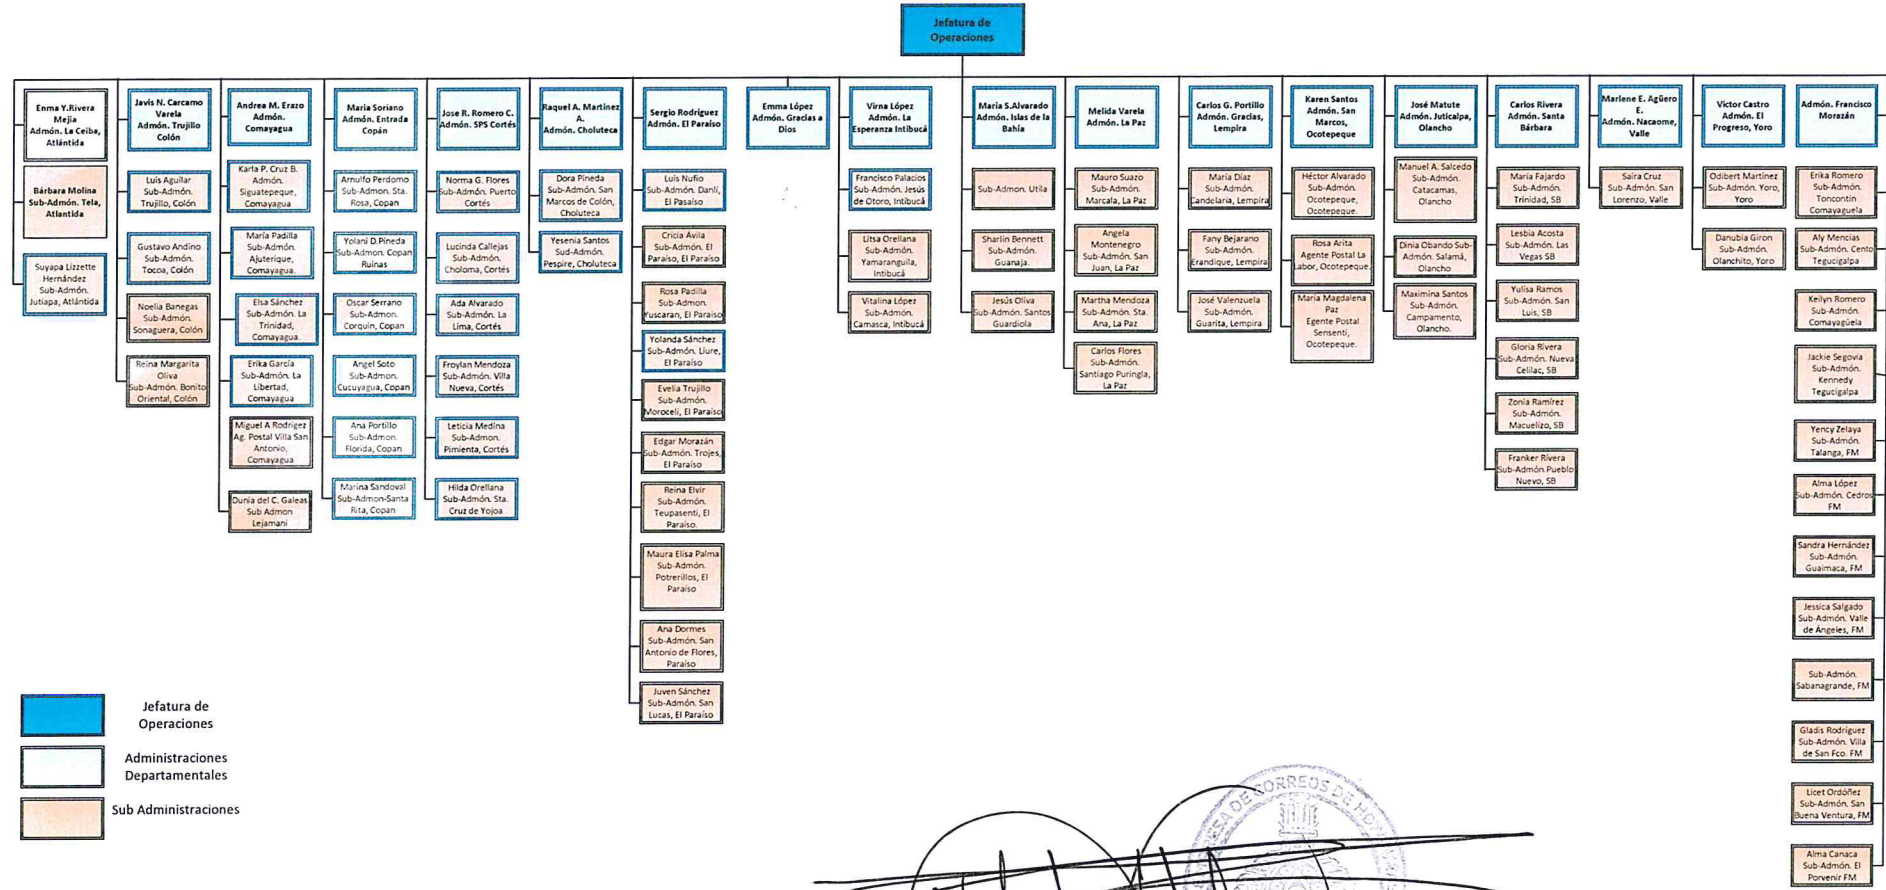 Jefatura de
Operaciones
Enma Y.Rivera
Mejia
Admón. La Ceiba,
Atlántida
Bárbara Molina
Sub-Admón. Tela,
Atlantida
Suyapa Lizzette
Hernández
Sub-Admón.
Jutiapa, Atlántida
Javis N. Carcamo
Varela
Admón. Trujillo
Colón
Luis Aguilar
Sub-Admón.
Trujillo, Colón
Gustavo Andino
Sub-Admón.
Tocoa, Colón
Noelia Banegas
Sub-Admón.
Sonaguera, Colón
Reina Margarita
Oliva
Sub-Admón. Bonito
Oriental, Colón
Andrea M. Erazo
Admón.
Comayagua
Karla P. Cruz B.
Admón.
Siguatepeque,
Comayagua
María Padilla
Sub-Admón.
Ajuterique,
Comayagua.
Elsa Sánchez
Sub-Admón. La
Trinidad,
Comayagua.
Erika García
Sub-Admón. La
Libertad,
Comayagua
Miguel A Rodrigez
Ag. Postal Villa San
Antonio,
Comayagua
Dunia del C. Galeas
Sub Admon
Lejamani
Maria Soriano
Admón. Entrada
Copán
Arnulfo Perdomo
Sub-Admon. Sta.
Rosa, Copan
Yolani D.Pineda
Sub-Admon. Copan
Ruinas
Oscar Serrano
Sub-Admon.
Corquin, Copan
Angel Soto
Sub-Admon.
Cucuyagua, Copan
Ana Portillo
Sub-Admon.
Florida, Copan
Marina Sandoval
Sub-Admon-Santa
Rita, Copan
Jose R. Romero C.
Admón. SPS Cortés
Norma G. Flores
Sub-Admón. Puerto
Cortés
Lucinda Callejas
Sub-Admón.
Choloma, Cortés
Ada Alvarado
Sub-Admón. La
Lima, Cortés
Froylan Mendoza
Sub-Admón. Villa
Nueva, Cortés
Leticia Medina
Sub-Admon.
Pimienta, Cortés
Hilda Orellana
Sub-Admón. Sta.
Cruz de Yojoa
Raquel A. Martinez
A.
Admón. Choluteca
Dora Pineda
Sub-Admón. San
Marcos de Colón,
Choluteca
Yesenia Santos
Sud-Admón.
Pespire, Choluteca
Sergio Rodríguez
Admón. El Paraíso
Luis Nufio
Sub-Admón. Danlí,
El Pasaíso
Cricia Avila
Sub-Admón. El
Paraíso, El Paraíso
Rosa Padilla
Sub-Admon.
Yuscaran, El Paraiso
Yolanda Sánchez
Sub-Admón. Liure,
El Paraíso
Evelia Trujillo
Sub-Admón.
Moroceli, El Paraíso
Edgar Morazán
Sub-Admón. Trojes,
El Paraíso
Reina Elvir
Sub-Admón.
Teupasenti, El
Paraíso.
Maura Elisa Palma
Sub-Admón.
Potrerillos, El
Paraíso
Ana Dormes
Sub-Admón. San
Antonio de Flores,
Paraíso
Juven Sánchez
Sub-Admón. San
Lucas, El Paraíso
Emma López
Admón. Gracias a
Dios
Virna López
Admón. La
Esperanza Intibucá
Francisco Palacios
Sub-Admón. Jesús
de Otoro, Intibucá
Litsa Orellana
Sub-Admón.
Yamaranguila,
Intibucá
Vitalina López
Sub-Admón.
Camasca, Intibucá
María S.Alvarado
Admón. Islas de la
Bahía
Sub-Admon. Utila
Sharlin Bennett
Sub-Admón.
Guanaja.
Jesús Oliva
Sub-Admón. Santos
Guardiola
Melida Varela
Admón. La Paz
Mauro Suazo
Sub-Admón.
Marcala, La Paz
Angela
Montenegro
Sub-Admón. San
Juan, La Paz
Martha Mendoza
Sub-Admón. Sta.
Ana, La Paz
Carlos Flores
Sub-Admón.
Santiago Puringla,
La Paz
Carlos G. Portillo
Admón. Gracias,
Lempira
María Díaz
Sub-Admón.
Candelaria, Lempira
Fany Bejarano
Sub-Admón.
Erandique, Lempira
José Valenzuela
Sub-Admón.
Guarita, Lempira
Karen Santos
Admón. San
Marcos,
Ocotepeque
Héctor Alvarado
Sub-Admón.
Ocotepeque,
Ocotepeque.
Rosa Arita
Agente Postal La
Labor, Ocotepeque.
Maria Magdalena
Paz
Egente Postal
Sensenti,
Ocotepeque.
José Matute
Admón. Juticalpa,
Olancho
Manuel A. Salcedo
Sub-Admón.
Catacamas,
Olancho
Dinia Obando Sub-
Admón. Salamá,
Olancho
Maximina Santos
Sub-Admón.
Campamento,
Olancho.
Carlos Rivera
Admón. Santa
Bárbara
Maria Fajardo
Sub-Admón.
Trinidad, SB
Lesbia Acosta
Sub-Admón. Las
Vegas SB
Yulisa Ramos
Sub-Admón. San
Luis, SB
Gloria Rivera
Sub-Admón. Nueva
Celilac, SB
Zonia Ramírez
Sub-Admón.
Macuelizo, SB
Franker Rivera
Sub-Admón.Pueblo
Nuevo, SB
Marlene E. Agüero
E.
Admón. Nacaome,
Valle
Saira Cruz
Sub-Admón. San
Lorenzo, Valle
Victor Castro
Admón. El
Progreso, Yoro
Odibert Martínez
Sub-Admón. Yoro,
Yoro
Danubia Giron
Sub-Admón.
Olanchito, Yoro
Admón. Francisco
Morazán
Erika Romero
Sub-Admón.
Toncontin
Comayaguela
Aly Mencias
Sub-Admón. Cento
Tegucigalpa
Keilyn Romero
Sub-Admón.
Comayagüela
Jackie Segovia
Sub-Admón.
Kennedy
Tegucigalpa
Yency Zelaya
Sub-Admón.
Talanga, FM
Alma López
Sub-Admón. Cedros
FM
Sandra Hernández
Sub-Admón.
Guaimaca, FM
Jessica Salgado
Sub-Admón. Valle
de Ángeles, FM
Sub-Admón.
Sabanagrande, FM
Gladis Rodríguez
Sub-Admón. Villa
de San Fco. FM
Licet Ordóñez
Sub-Admón. San
Buena Ventura, FM
Alma Canaca
Sub-Admón. El
Porvenir FM
Jefatura de
Operaciones
Administraciones
Departamentales
Sub Administraciones
DE CORREOS DE